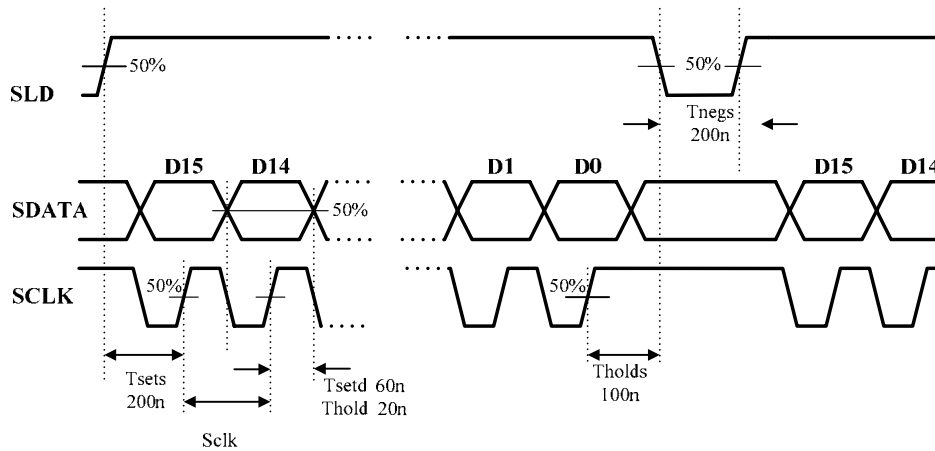 50%
50%
SLD
Tnegs
200n
D15 D14 D1 D0 D15 D14
SDATA
50%
SCLK
50%
50%
Tsets
200n
Tsetd 60n
Thold 20n
Tholds
100n
Sclk